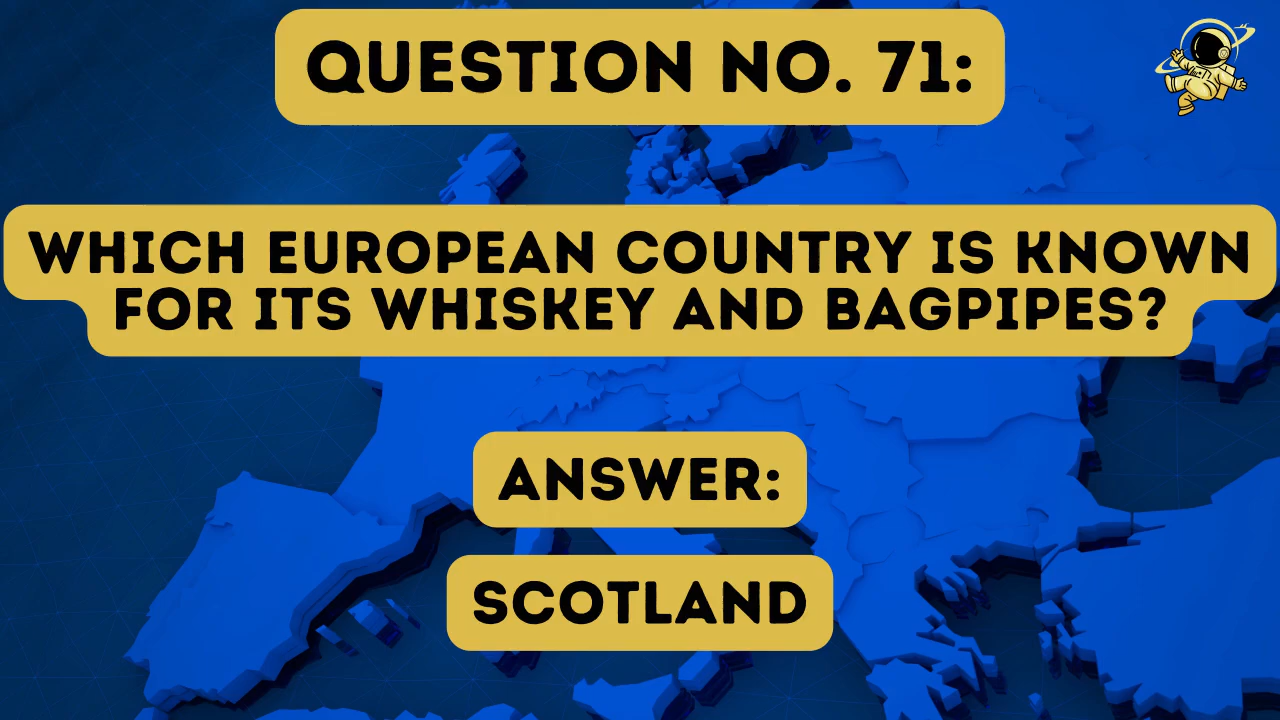 QUESTION NO. 71:
WHICH EUROPEAN COUNTRY IS KNOWN
FOR ITS WHISKEY AND BAGPIPES?
ANSWER:
SCOTLAND